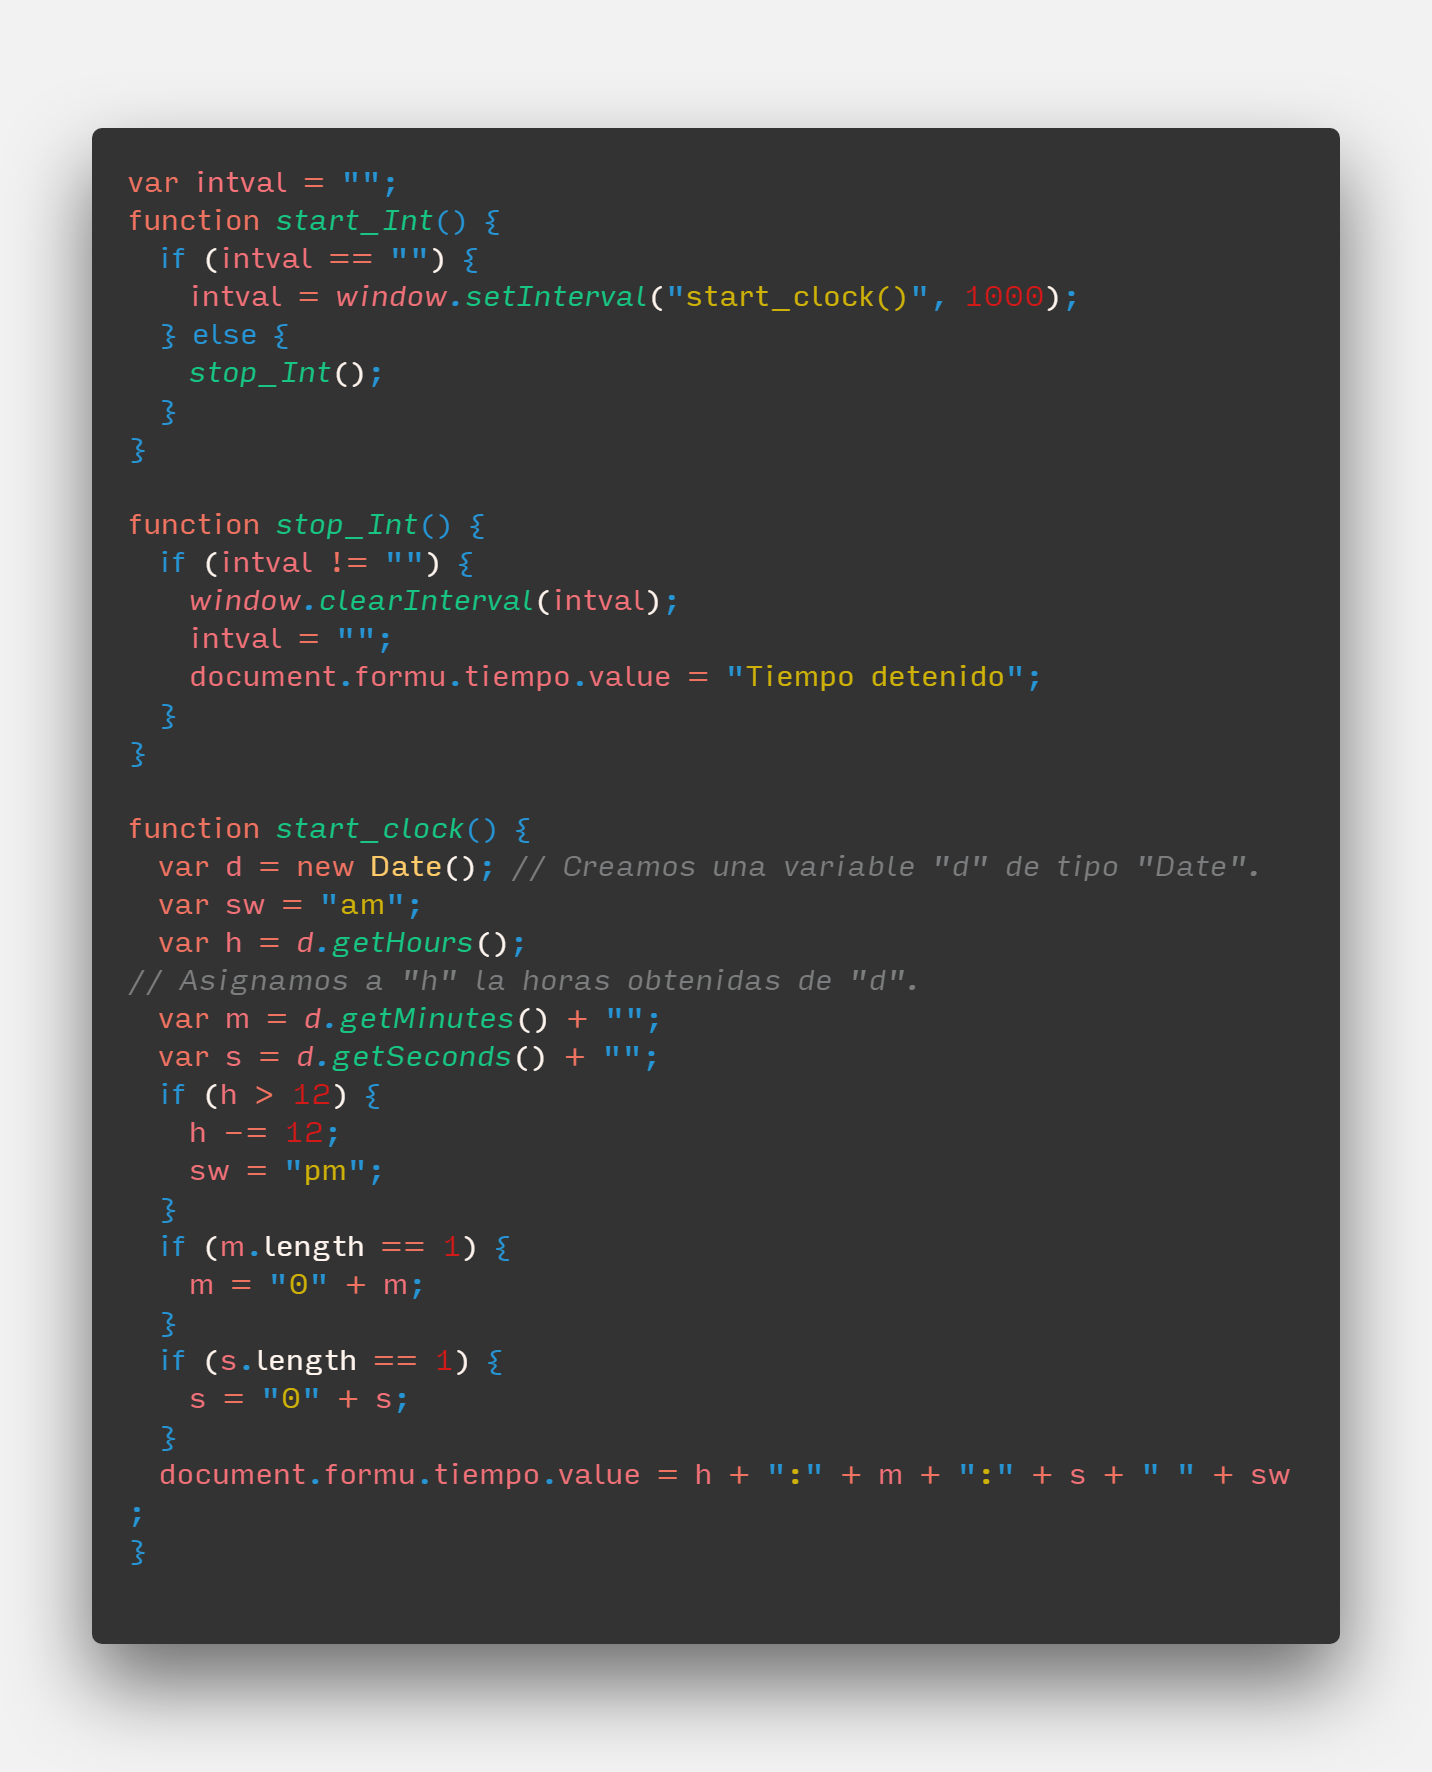 var intval = "";
function start_Int() {
  if (intval == "") {
    intval = window.setInterval("start_clock()", 1000);
  } else {
    stop_Int();
  }
}

function stop_Int() {
  if (intval != "") {
    window.clearInterval(intval);
    intval = "";
    document.formu.tiempo.value = "Tiempo detenido";
  }
}

function start_clock() {
  var d = new Date(); // Creamos una variable "d" de tipo "Date".
  var sw = "am";
  var h = d.getHours();
// Asignamos a "h" la horas obtenidas de "d".
  var m = d.getMinutes() + "";
  var s = d.getSeconds() + "";
  if (h > 12) {
    h -= 12;
    sw = "pm";
  }
  if (m.length == 1) {
    m = "0" + m;
  }
  if (s.length == 1) {
    s = "0" + s;
  }
  document.formu.tiempo.value = h + ":" + m + ":" + s + " " + sw
;
}